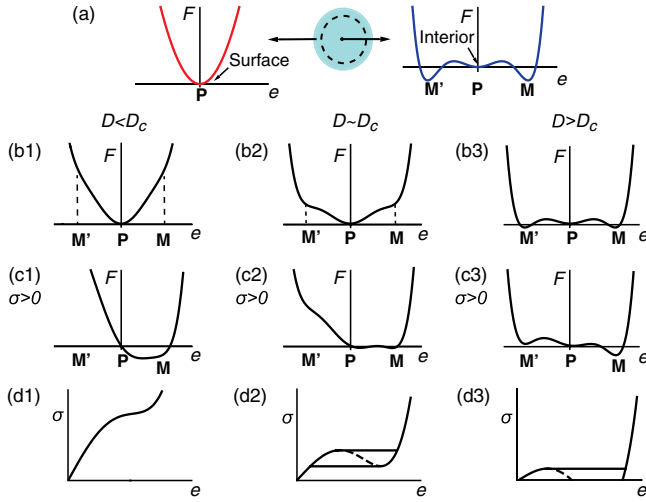 (a) F F
Surface Interior
P e M' P M e
D<Dc D~Dc D>Dc
(b1) F (b2) F (b3) F
M' P M e M' P M e M' P M e
(c1) F (c2) F (c3) F
σ>0 σ>0 σ>0
M' P M e M' P M e M' P M e
(d1) (d2) (d3)
σ σ σ
e e e